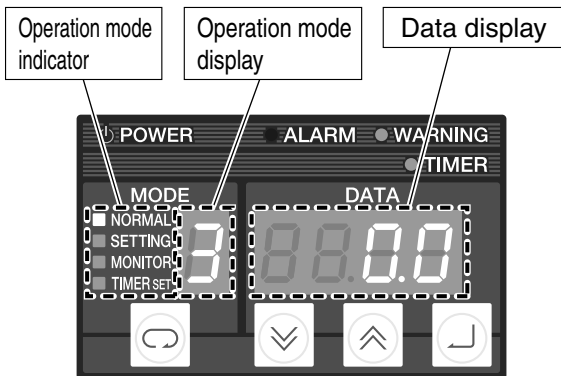 Operation mode
indicator
Operation mode
display
Data display
POWER
ALARM
WARNING
TIMER
MODE
DATA
NORMAL
SETTING
MONITOR
TIMER SET
3
0.0